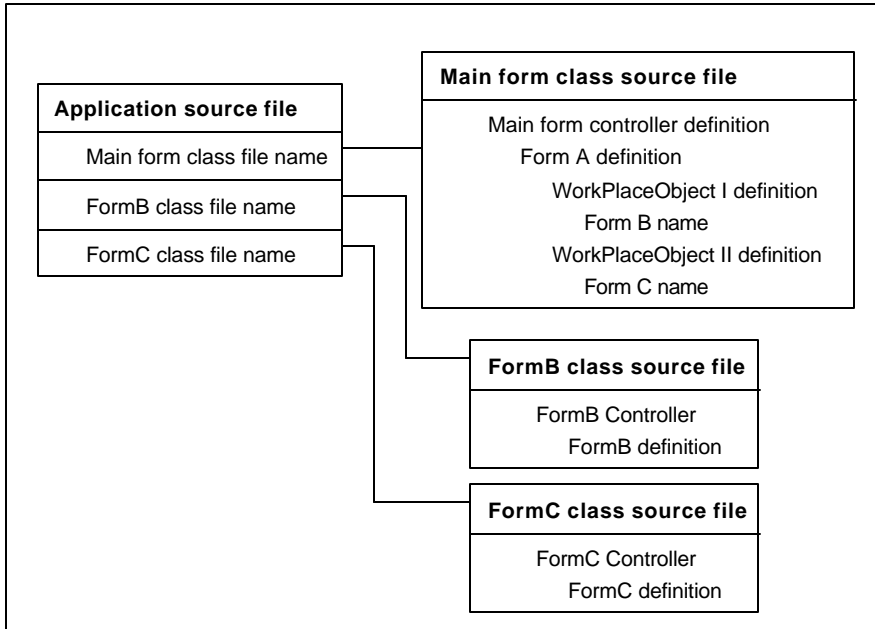 Application source file
Main form class file name
FormB class file name
FormC class file name
Main form class source file
Main form controller definition
Form A definition
WorkPlaceObject I definition
Form B name
WorkPlaceObject II definition
Form C name
FormB class source file
FormB Controller
FormB definition
FormC class source file
FormC Controller
FormC definition